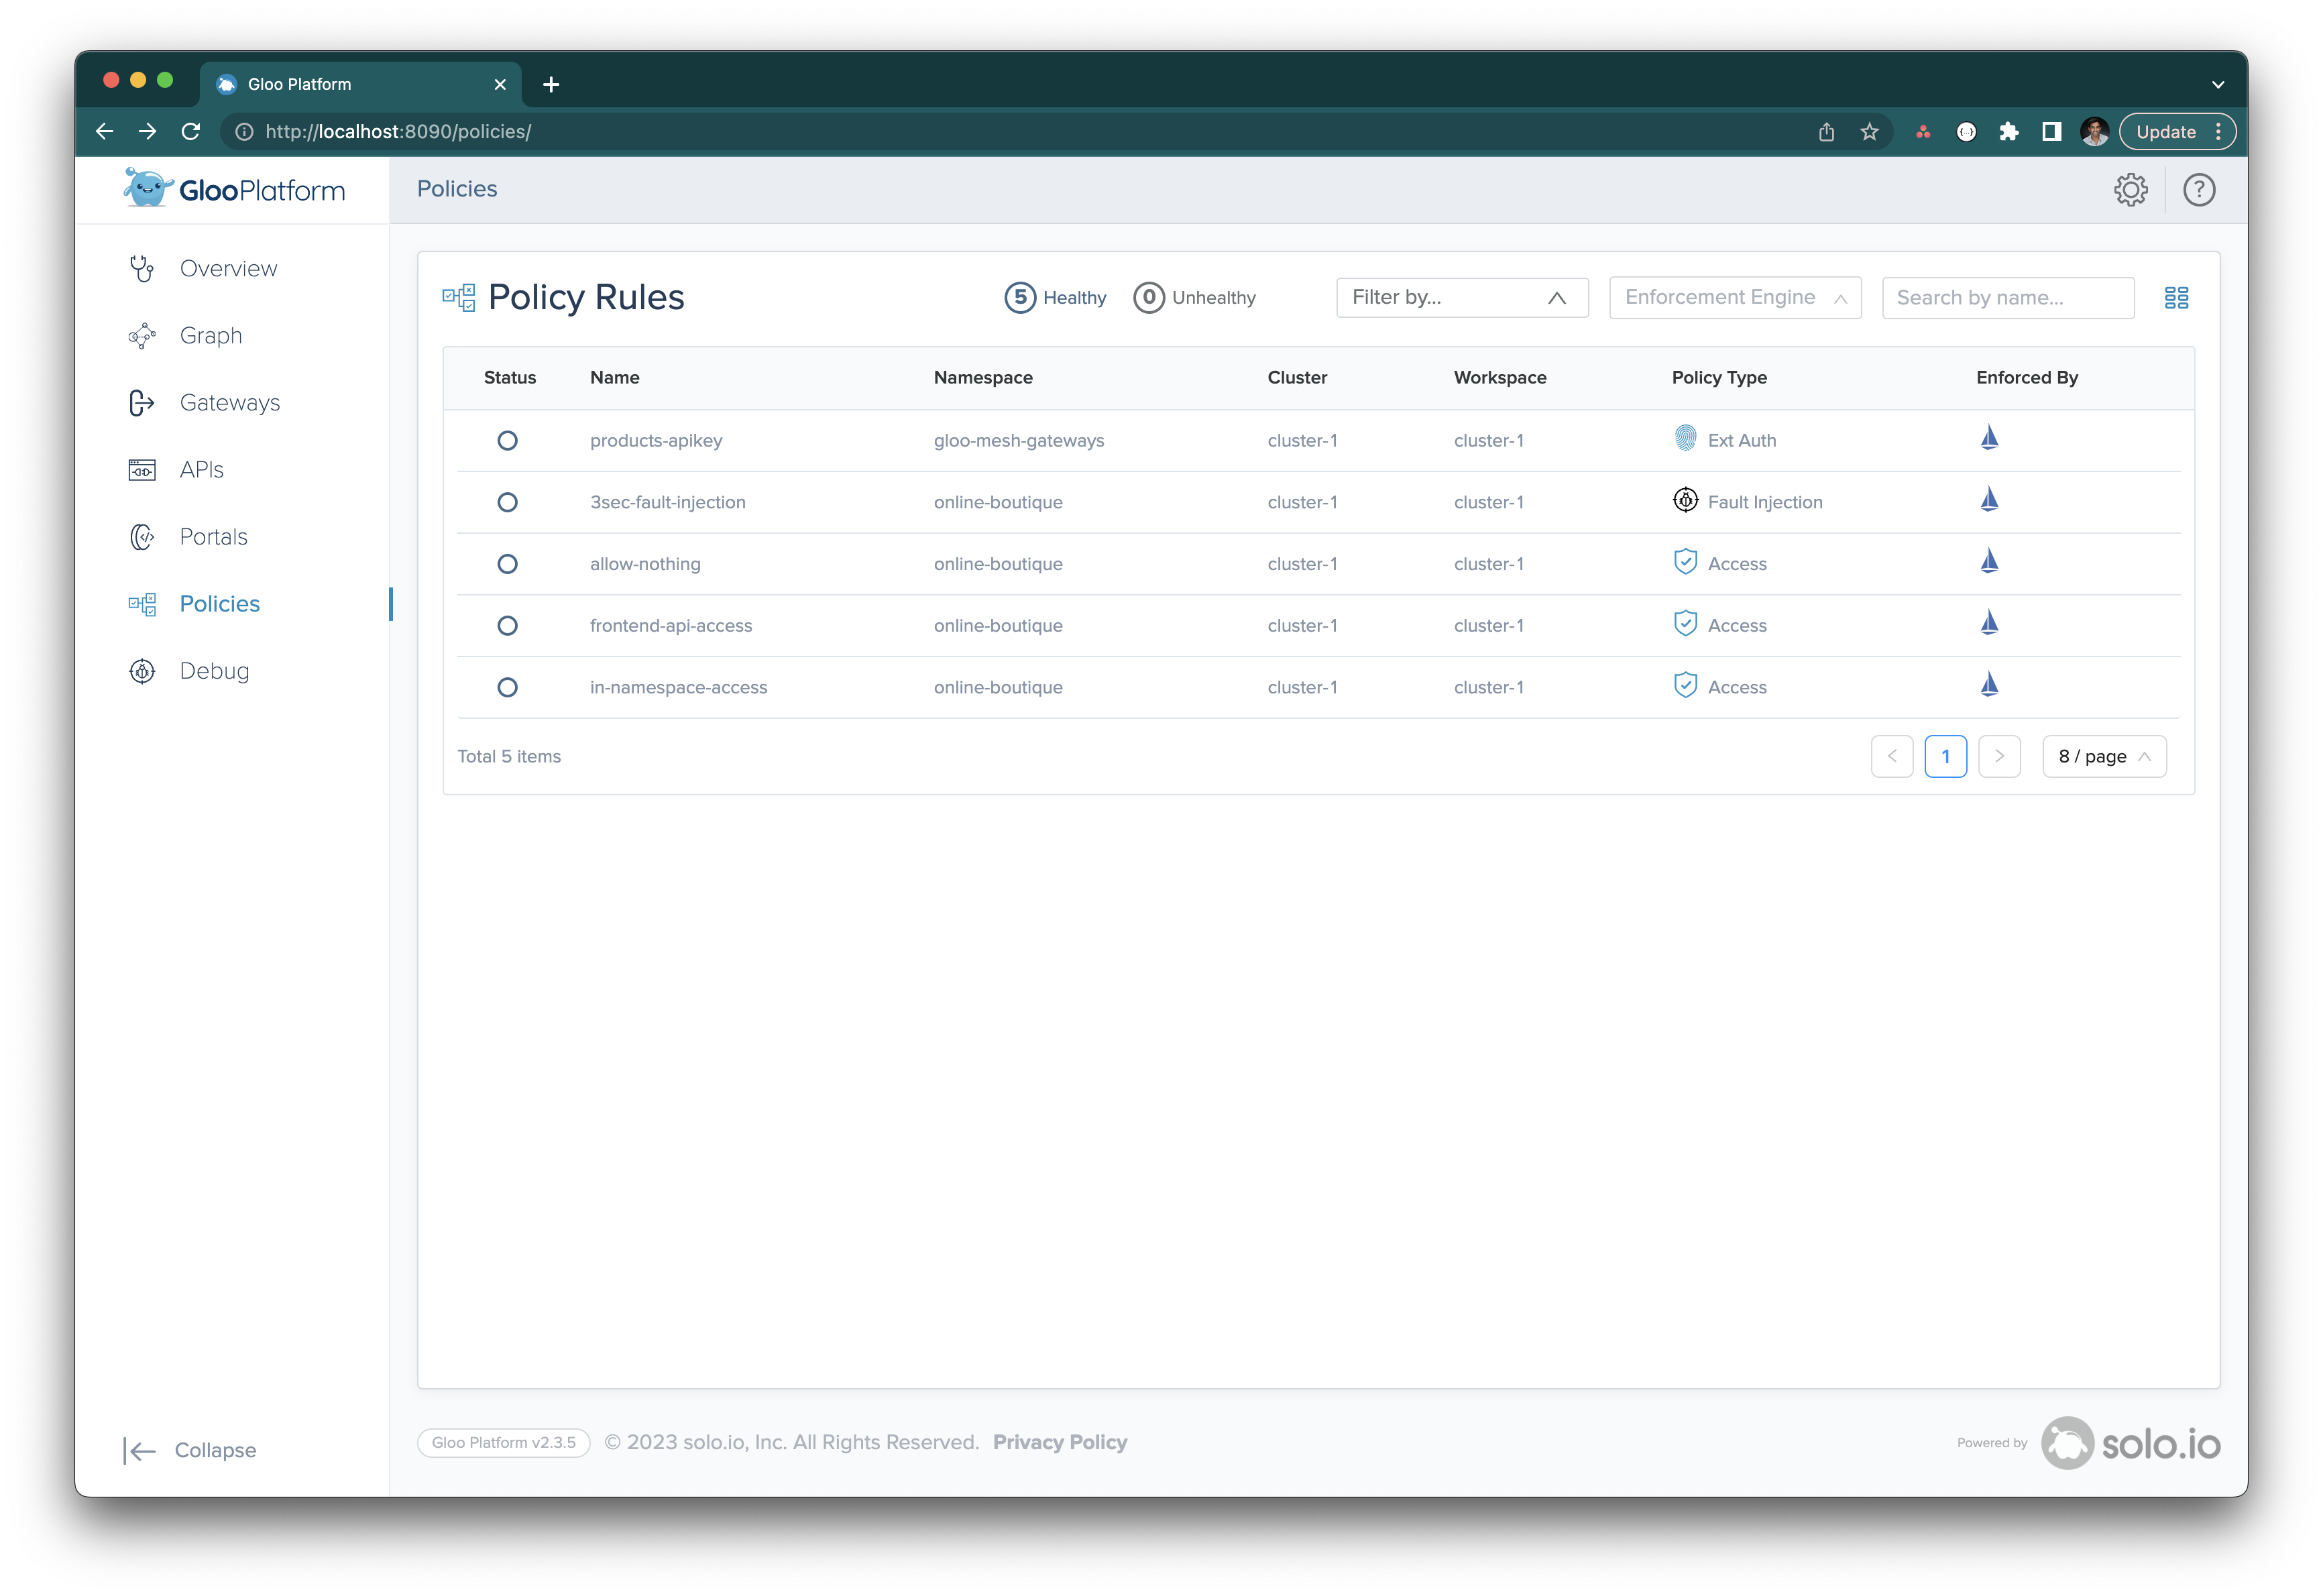 Gloo Platform
http://localhost:8090/policies/
Update
GlooPlatform
Policies
Overview
Graph
Gateways
APIs
Portals
Policies
Debug
Collapse
Policy Rules
5 Healthy
0 Unhealthy
Filter by...
Enforcement Engine
Search by name...
Status Name Namespace Cluster Workspace Policy Type Enforced By
products-apikey gloo-mesh-gateways cluster-1 cluster-1 Ext Auth
3sec-fault-injection online-boutique cluster-1 cluster-1 Fault Injection
allow-nothing online-boutique cluster-1 cluster-1 Access
frontend-api-access online-boutique cluster-1 cluster-1 Access
in-namespace-access online-boutique cluster-1 cluster-1 Access
Total 5 items
1
8 / page
Gloo Platform v2.3.5 © 2023 solo.io, Inc. All Rights Reserved. Privacy Policy
Powered by solo.io